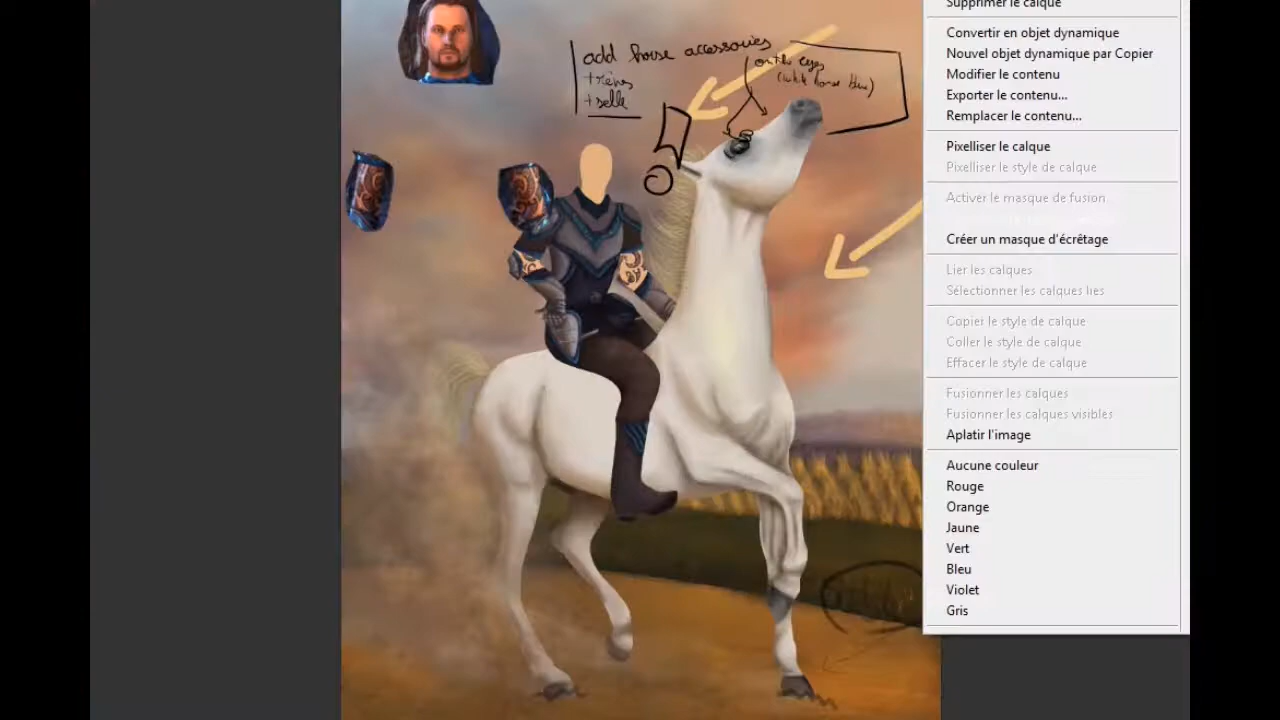 add horse accessories
+ rênes
+ selle
on the eyes
Supprimer le calque
Convertir en objet dynamique
Nouvel objet dynamique par Copier
Modifier le contenu
Exporter le contenu...
Remplacer le contenu...
Pixelliser le calque
Pixelliser le style de calque
Activer le masque de fusion
Créer un masque d'écrêtage
Lier les calques
Sélectionner les calques liés
Copier le style de calque
Coller le style de calque
Effacer le style de calque
Fusionner les calques
Fusionner les calques visibles
Aplatir l'image
Aucune couleur
Rouge
Orange
Jaune
Vert
Bleu
Violet
Gris